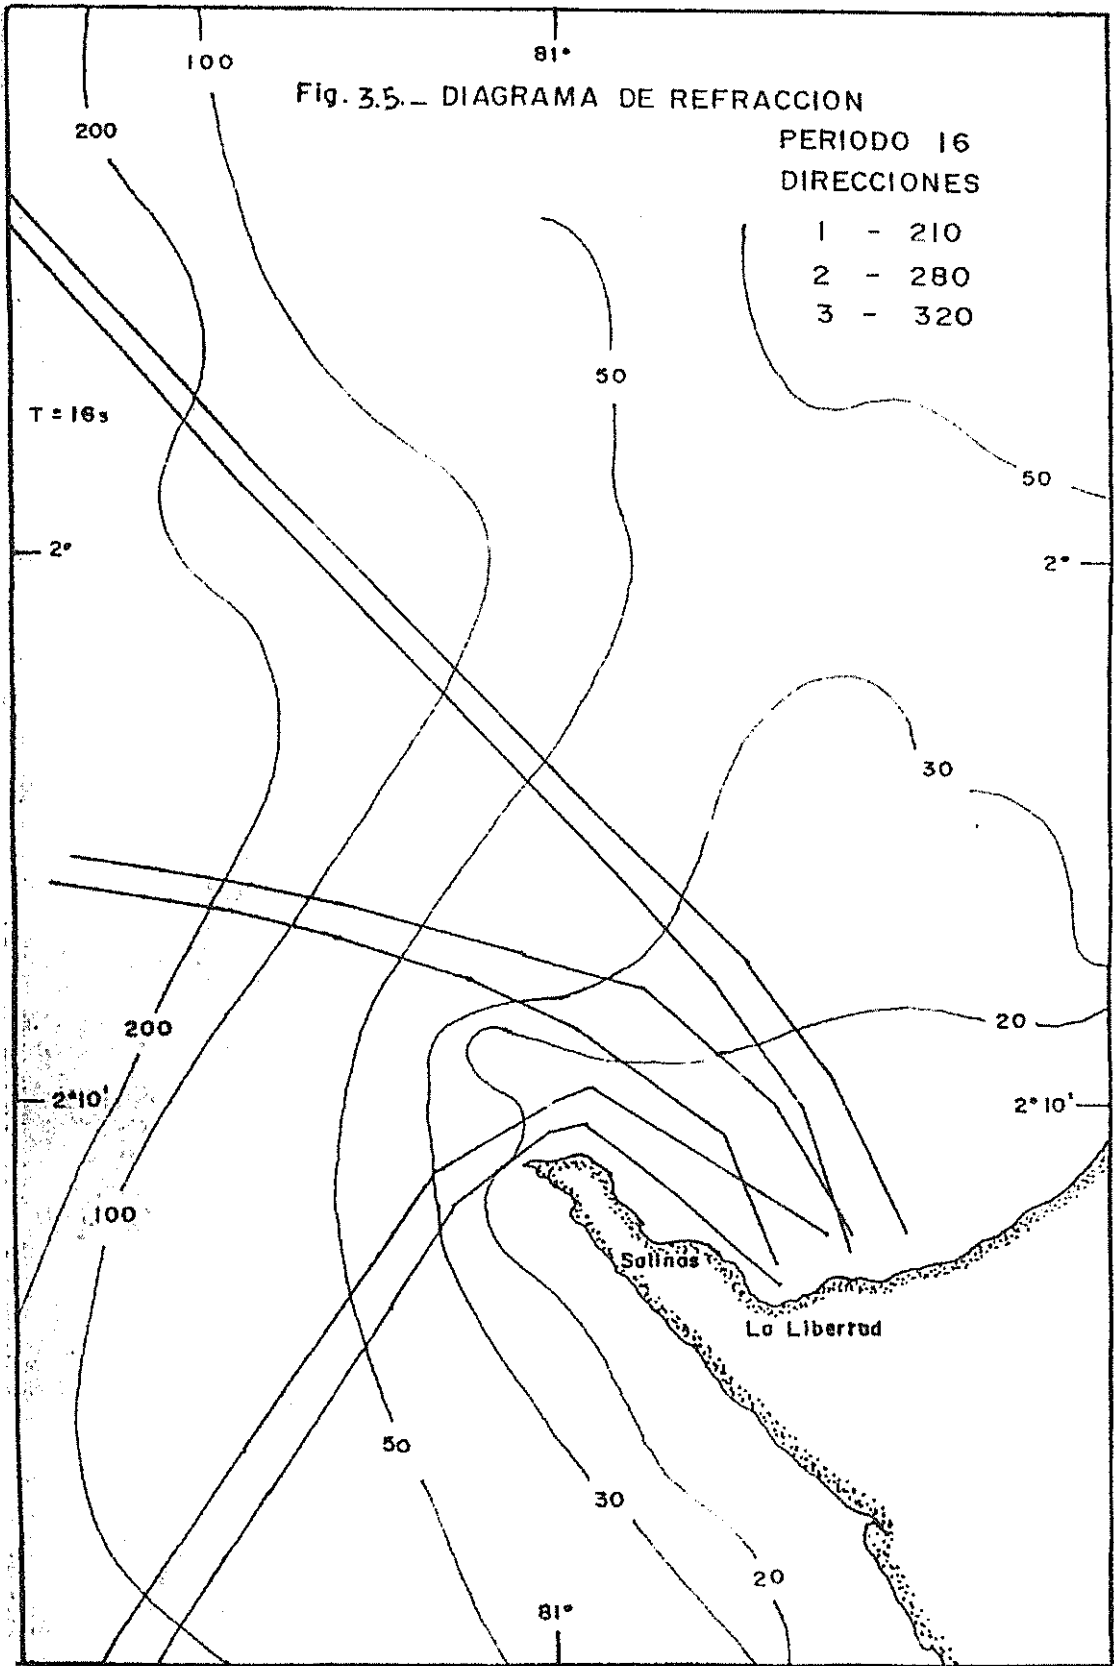 81°
100
Fig. 3.5._ DIAGRAMA DE REFRACCION
200
PERIODO 16
DIRECCIONES
1 - 210
2 - 280
3 - 320
50
T = 16s
50
2°
2°
30
200
20
2°10'
2°10'
100
Salinas
La Libertad
50
30
20
81°